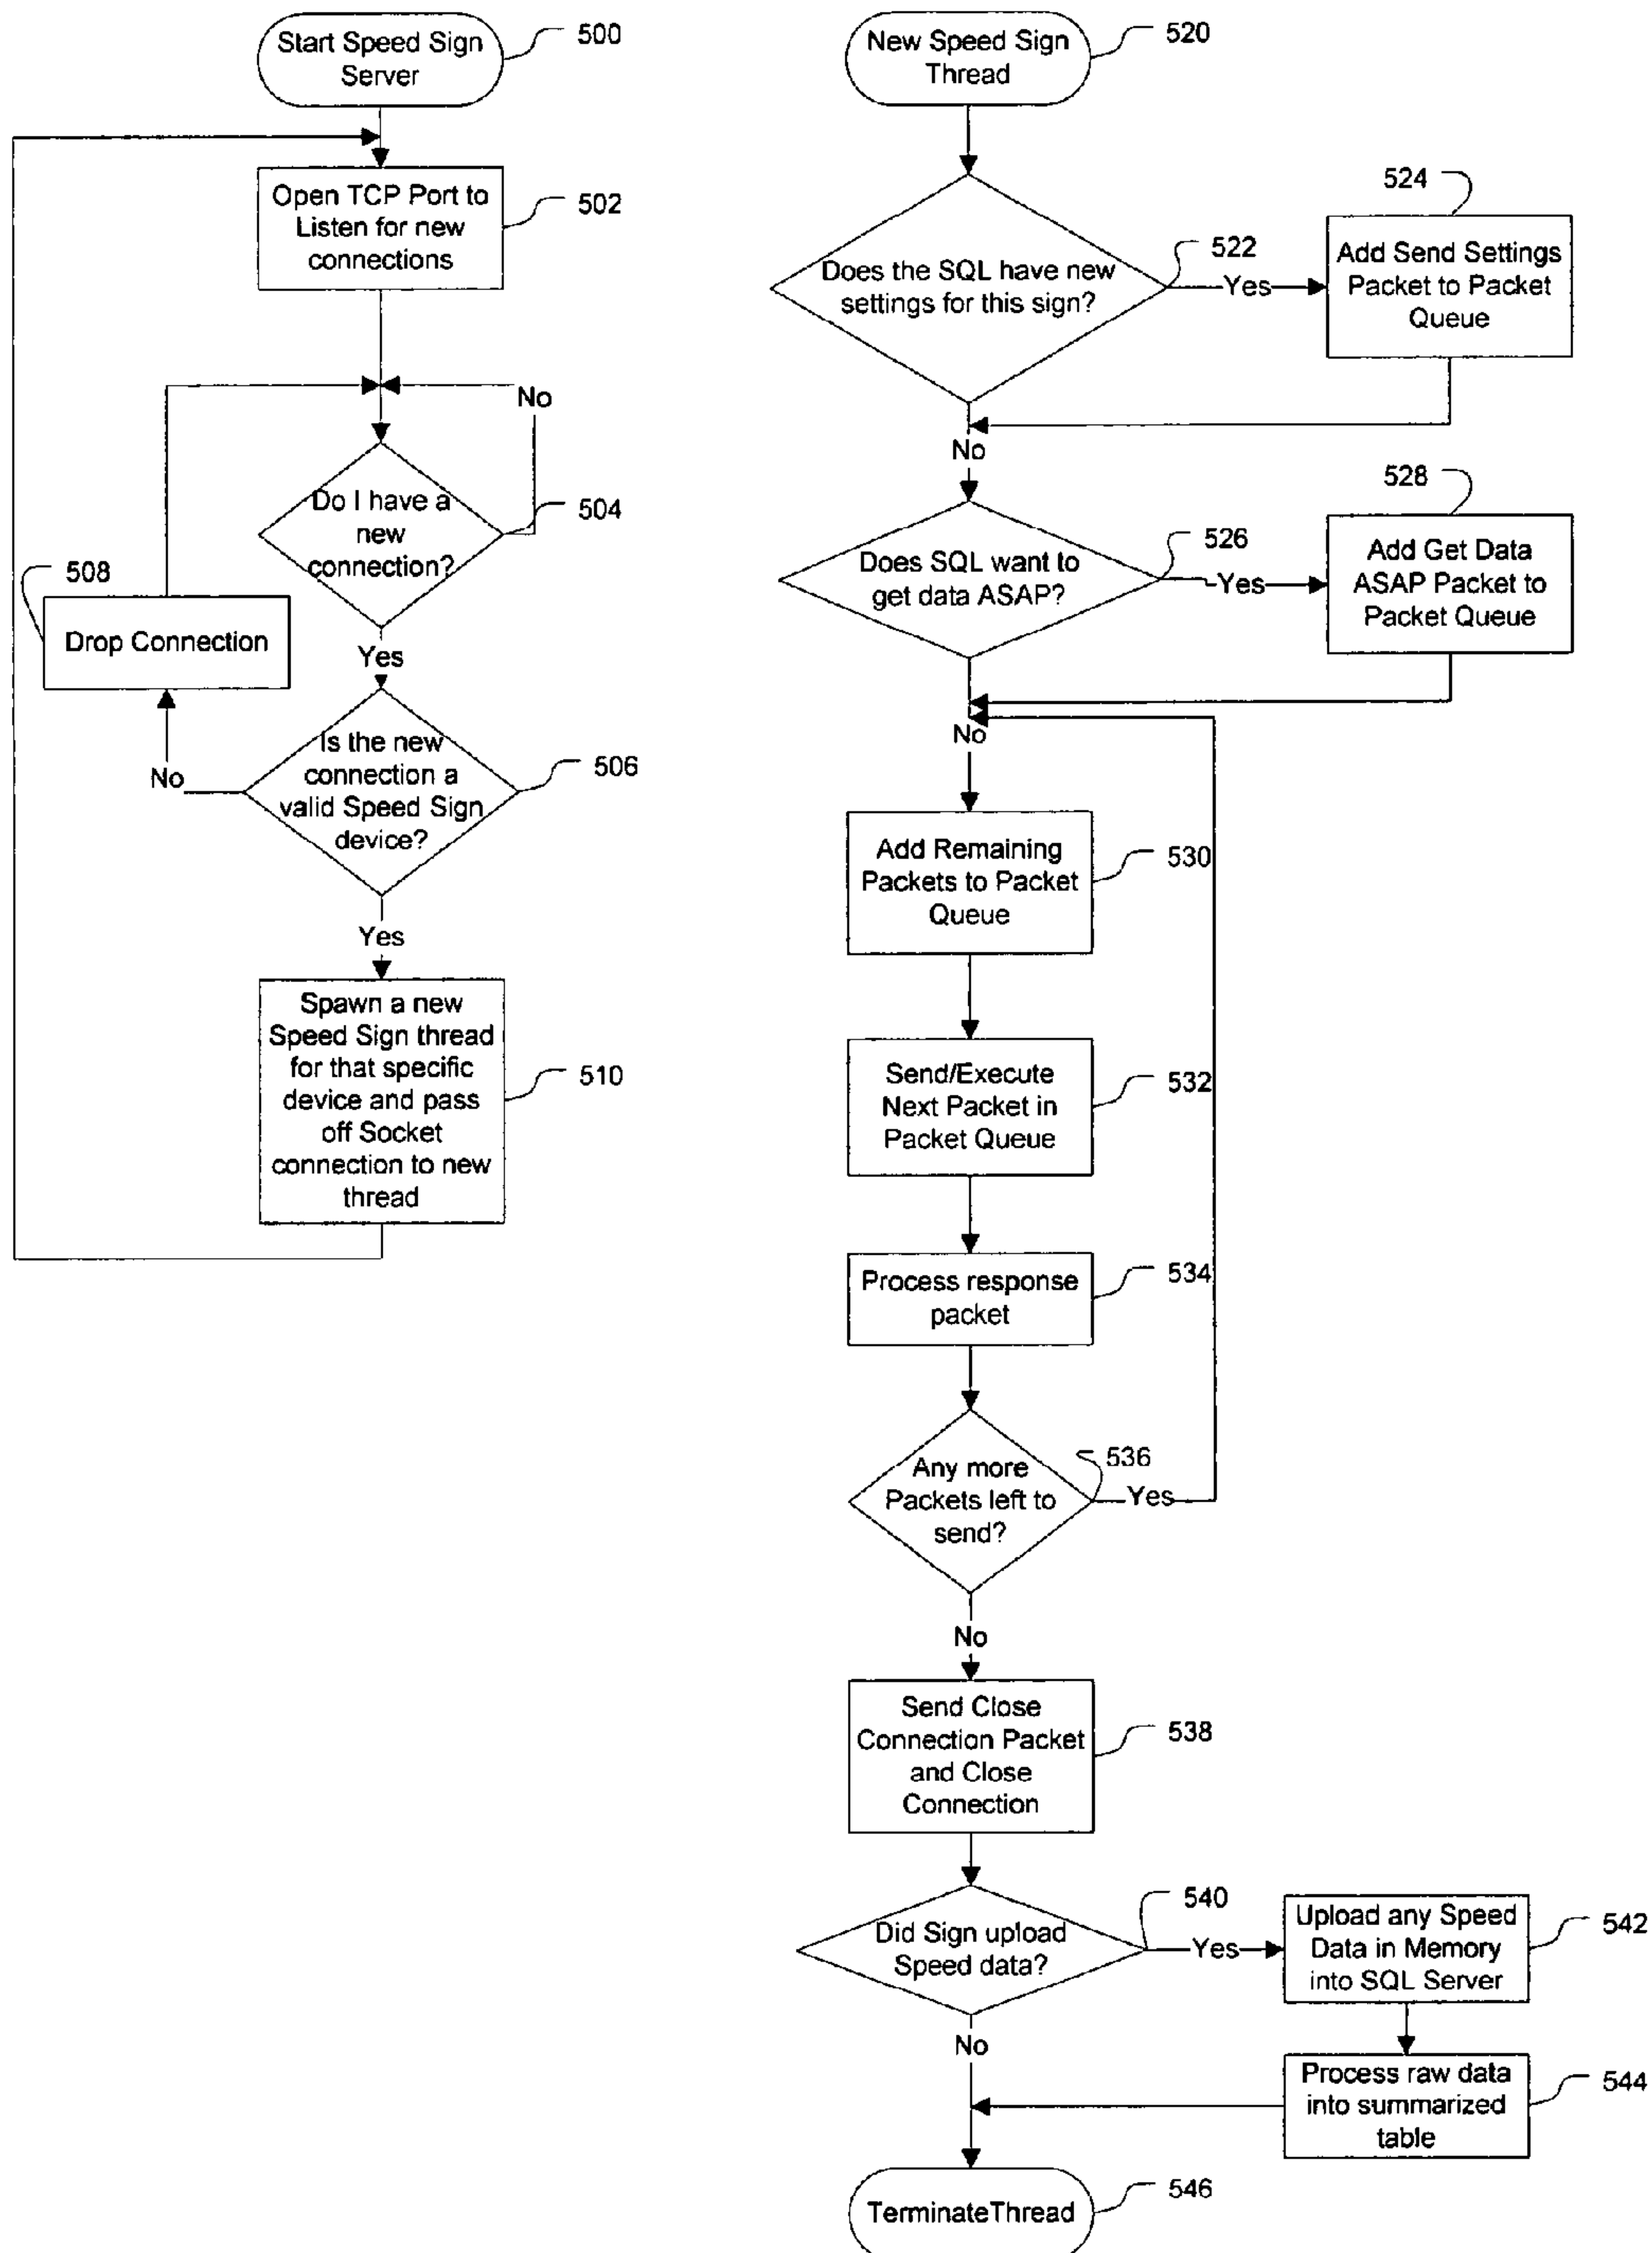 Start Speed Sign
Server
500
Open TCP Port to
Listen for new
connections
502
No
Do I have a
new
connection?
504
508
Drop Connection
Yes
Is the new
connection a
valid Speed Sign
device?
506
No
Yes
Spawn a new
Speed Sign thread
for that specific
device and pass
off Socket
connection to new
thread
510
New Speed Sign
Thread
520
Does the SQL have new
settings for this sign?
522
Yes
524
Add Send Settings
Packet to Packet
Queue
No
Does SQL want to
get data ASAP?
526
Yes
528
Add Get Data
ASAP Packet to
Packet Queue
No
Add Remaining
Packets to Packet
Queue
530
Send/Execute
Next Packet in
Packet Queue
532
Process response
packet
534
Any more
Packets left to
send?
536
Yes
No
Send Close
Connection Packet
and Close
Connection
538
Did Sign upload
Speed data?
540
Yes
Upload any Speed
Data in Memory
into SQL Server
542
No
Process raw data
into summarized
table
544
TerminateThread
546